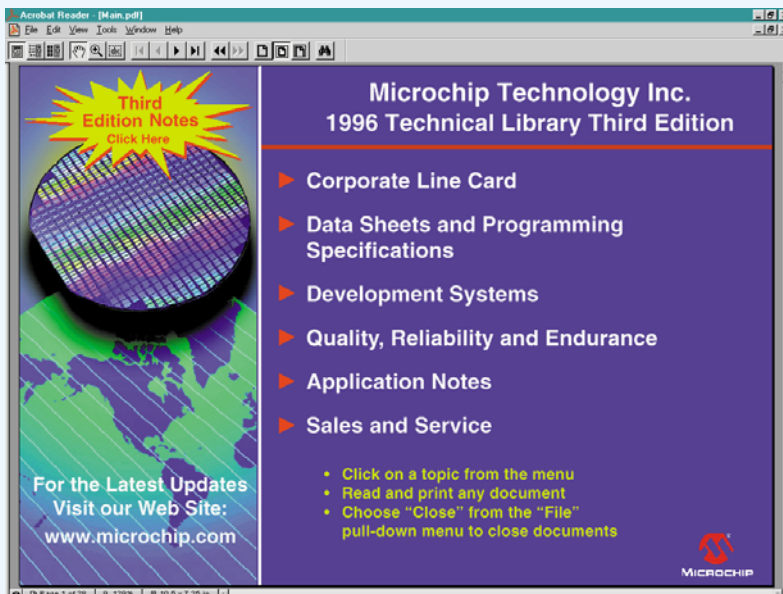 Acrobat Reader - [Main.pdf]
File Edit View Tools Window Help
Third
Edition Notes
Click Here
For the Latest Updates
Visit our Web Site:
www.microchip.com
Microchip Technology Inc.
1996 Technical Library Third Edition
Corporate Line Card
Data Sheets and Programming
Specifications
Development Systems
Quality, Reliability and Endurance
Application Notes
Sales and Service
• Click on a topic from the menu
• Read and print any document
• Choose “Close” from the “File”
pull-down menu to close documents
MICROCHIP